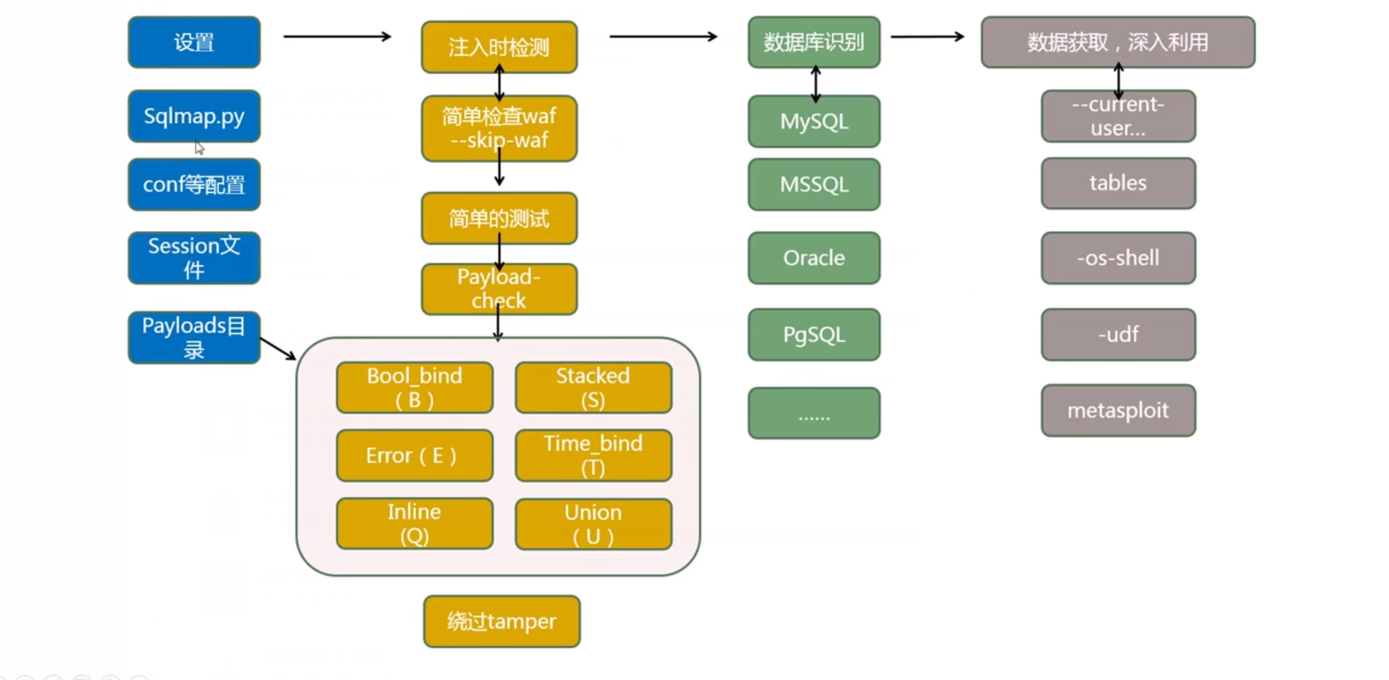 设置
Sqlmap.py
conf等配置
Session文
件
Payloads目
录
注入时检测
简单检查waf
--skip-waf
简单的测试
Payload-
check
Bool_bind
（B）
Stacked
(S)
Error（E）
Time_bind
(T)
Inline
(Q)
Union
（U）
绕过tamper
数据库识别
MySQL
MSSQL
Oracle
PgSQL
......
数据获取，深入利用
--current-
user...
tables
-os-shell
-udf
metasploit